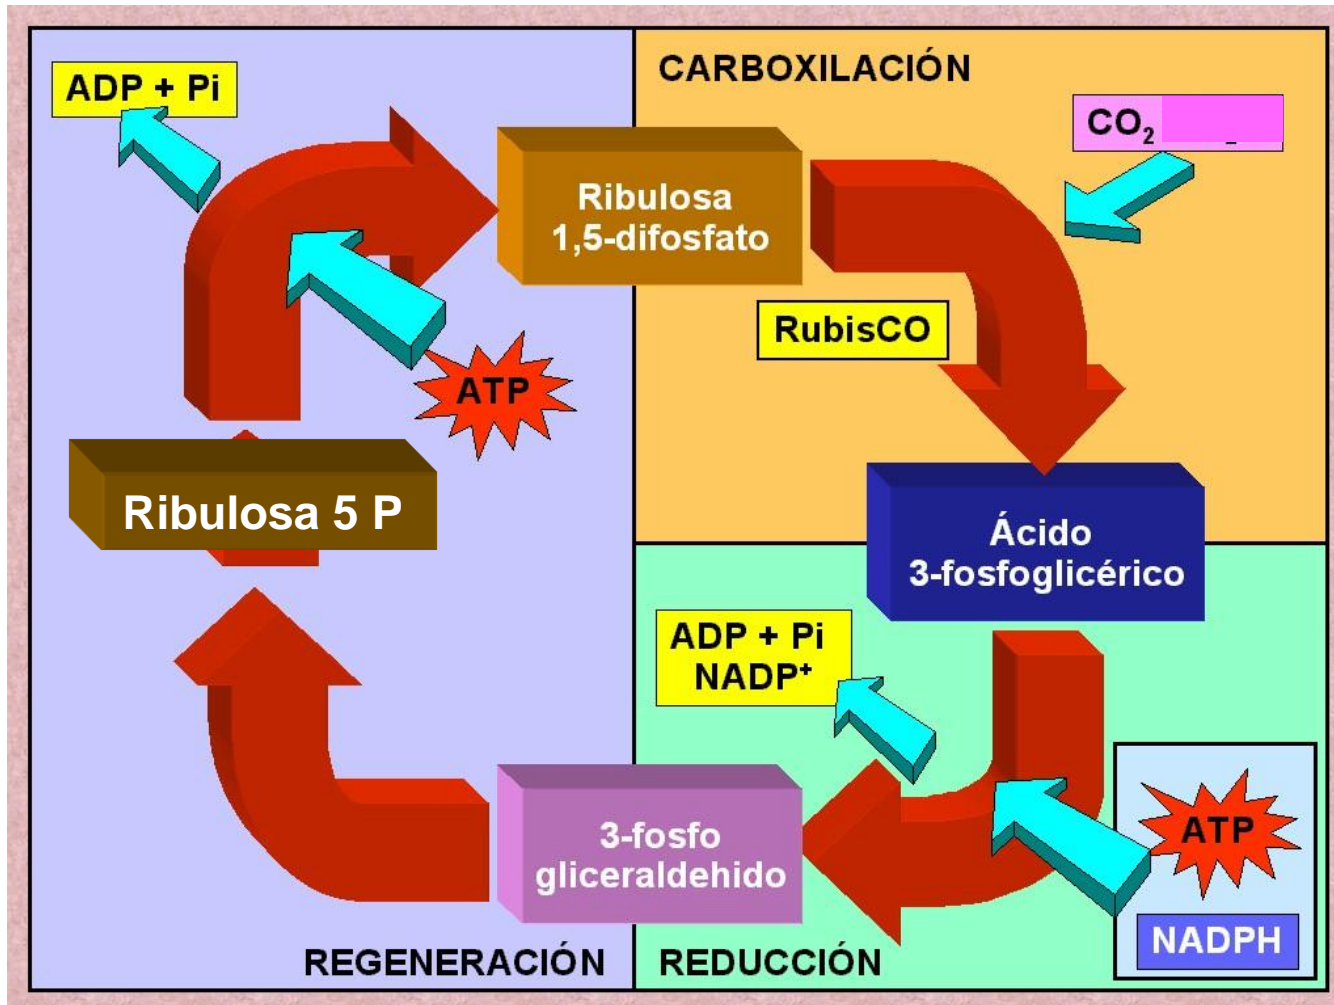 CARBOXILACIÓN
ADP + Pi
CO₂
Ribulosa
1,5-difosfato
RubisCO
ATP
Ribulosa 5 P
Ácido
3-fosfoglicérico
ADP + Pi
NADP⁺
ATP
3-fosfo
gliceraldehido
NADPH
REGENERACIÓN
REDUCCIÓN